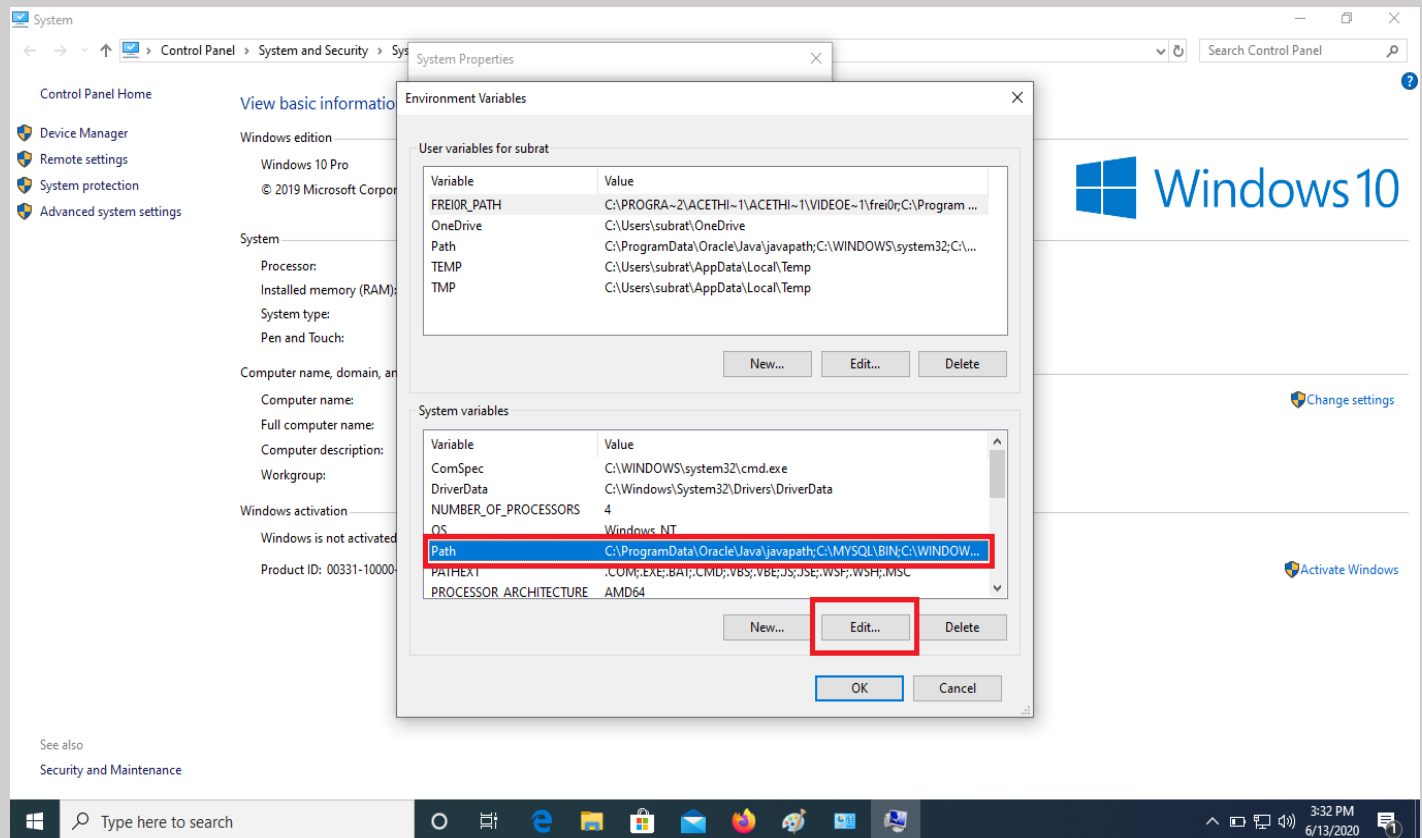 System
Control Panel > System and Security > Sys
Search Control Panel
System Properties
Control Panel Home
Device Manager
Remote settings
System protection
Advanced system settings
View basic informatio
Windows edition
Windows 10 Pro
© 2019 Microsoft Corpor
System
Processor:
Installed memory (RAM):
System type:
Pen and Touch:
Computer name, domain, an
Computer name:
Full computer name:
Computer description:
Workgroup:
Windows activation
Windows is not activated
Product ID: 00331-10000-
Windows 10
Change settings
Activate Windows
Environment Variables
User variables for subrat
Variable Value
FREI0R_PATH C:\PROGRA~2\ACETHI~1\ACETHI~1\VIDEOE~1\frei0r;C:\Program ...
OneDrive C:\Users\subrat\OneDrive
Path C:\ProgramData\Oracle\Java\javapath;C:\WINDOWS\system32;C:\...
TEMP C:\Users\subrat\AppData\Local\Temp
TMP C:\Users\subrat\AppData\Local\Temp
New... Edit... Delete
System variables
Variable Value
ComSpec C:\WINDOWS\system32\cmd.exe
DriverData C:\Windows\System32\Drivers\DriverData
NUMBER_OF_PROCESSORS 4
OS Windows_NT
Path C:\ProgramData\Oracle\Java\javapath;C:\MYSQL\BIN;C:\WINDOW...
PATHEXT .COM;.EXE;.BAT;.CMD;.VBS;.VBE;.JS;.JSE;.WSF;.WSH;.MSC
PROCESSOR_ARCHITECTURE AMD64
New... Edit... Delete
OK Cancel
See also
Security and Maintenance
Type here to search
3:32 PM
6/13/2020
1